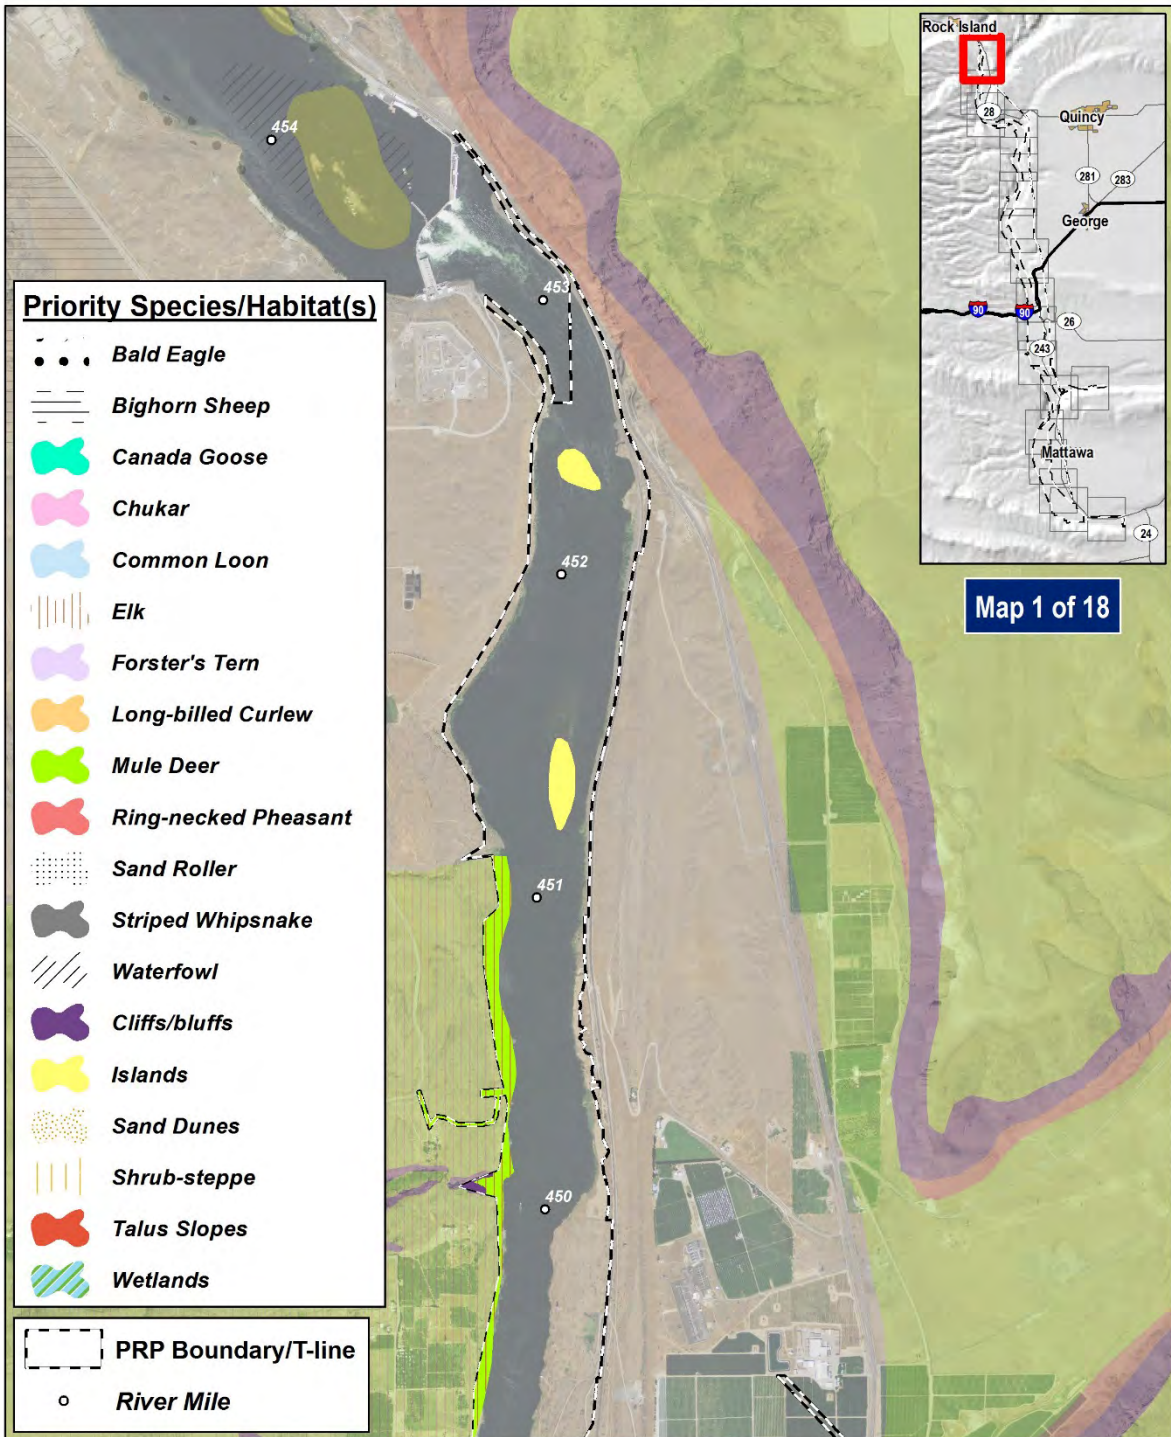 454
453
452
451
450
Priority Species/Habitat(s)
Bald Eagle
Bighorn Sheep
Canada Goose
Chukar
Common Loon
Elk
Forster's Tern
Long-billed Curlew
Mule Deer
Ring-necked Pheasant
Sand Roller
Striped Whipsnake
Waterfowl
Cliffs/bluffs
Islands
Sand Dunes
Shrub-steppe
Talus Slopes
Wetlands
PRP Boundary/T-line
River Mile
Rock Island
28
Quincy
281
283
George
90
90
26
243
Mattawa
24
Map 1 of 18